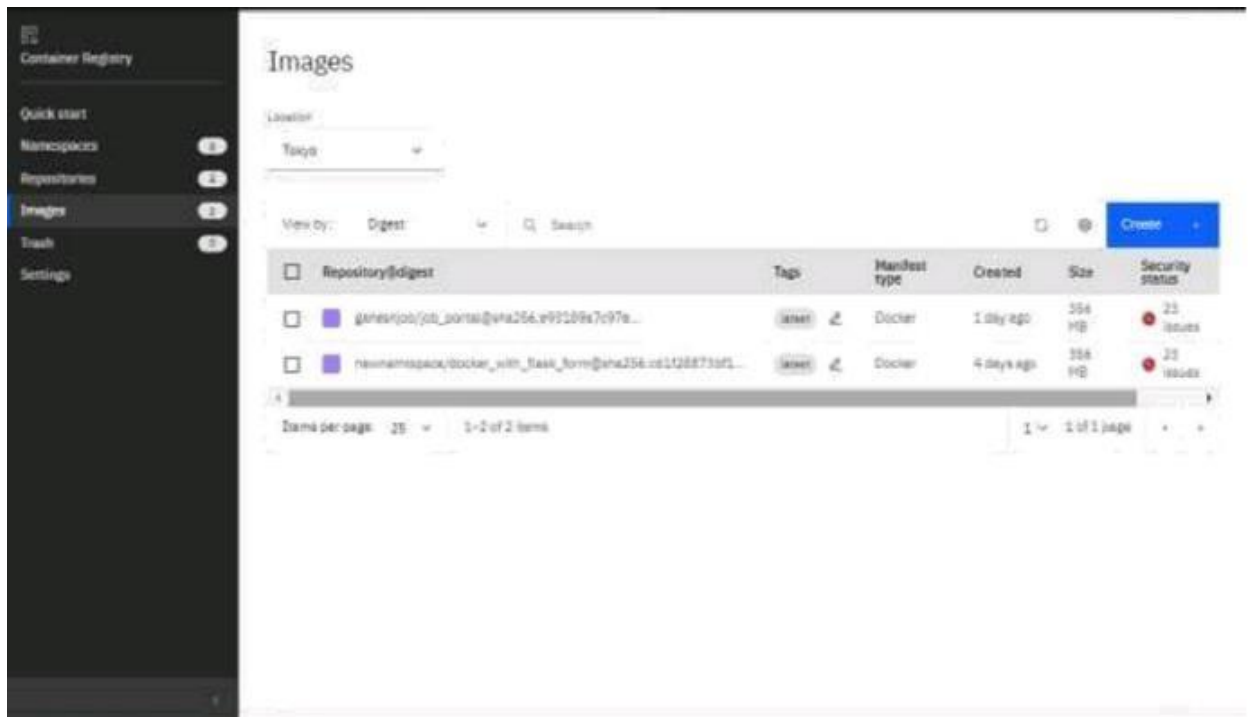 Container Registry
Quick start
Namespaces
Repositories
Images
Trash
Settings
Images
Location
Tokyo
View by: Digest Search Create +
Repository@digest Tags Manifest type Created Size Security status
latest Docker 1 day ago MB issues
latest Docker 4 days ago MB issues
Items per page 25 1-2 of 2 items 1 1 of 1 page